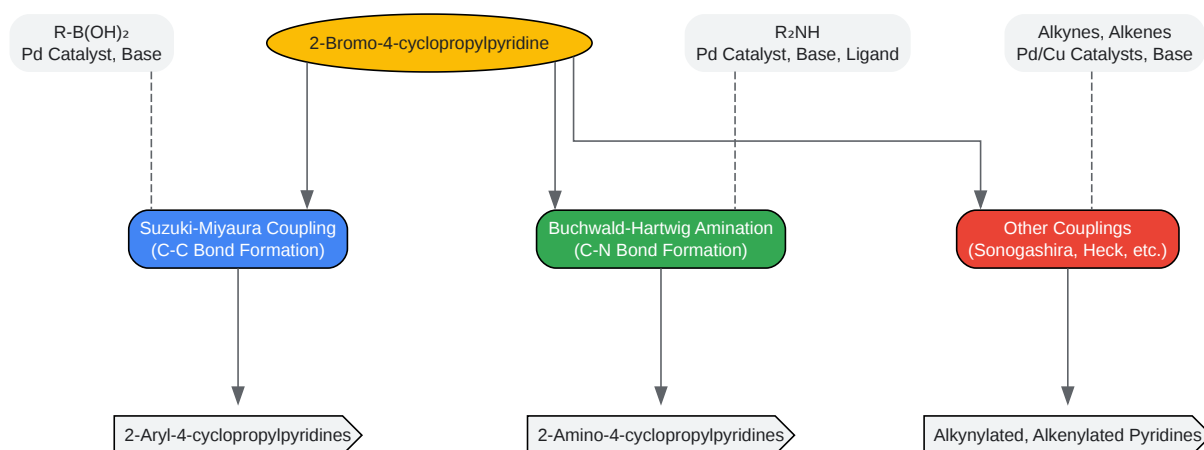 R-B(OH)₂
Pd Catalyst, Base
2-Bromo-4-cyclopropylpyridine
R₂NH
Pd Catalyst, Base, Ligand
Alkynes, Alkenes
Pd/Cu Catalysts, Base
Suzuki-Miyaura Coupling
(C-C Bond Formation)
Buchwald-Hartwig Amination
(C-N Bond Formation)
Other Couplings
(Sonogashira, Heck, etc.)
2-Aryl-4-cyclopropylpyridines
2-Amino-4-cyclopropylpyridines
Alkynylated, Alkenylated Pyridines